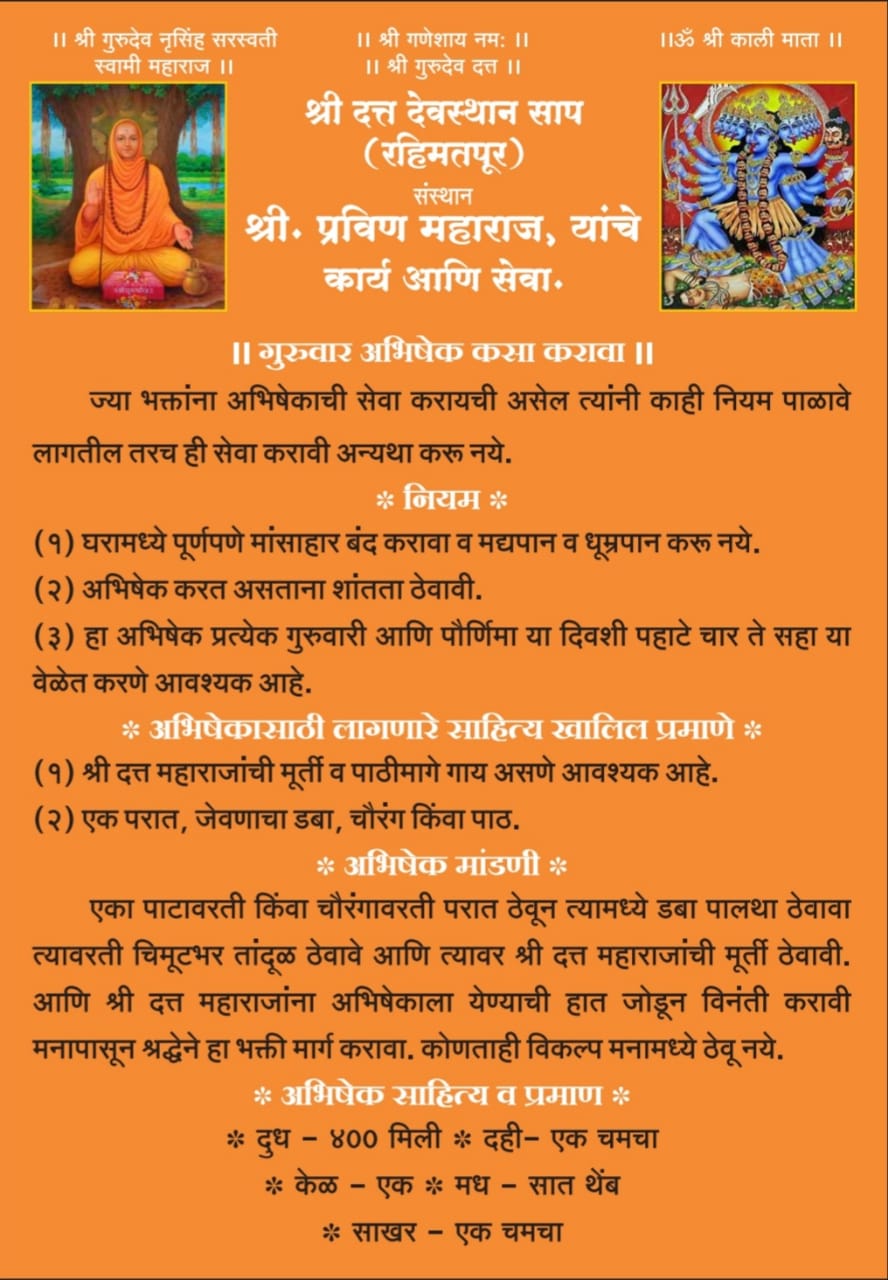 ।। श्री गुरुदेव नृसिंह सरस्वती
स्वामी महाराज ।।
।। श्री गणेशाय नम: ।।
।। श्री गुरुदेव दत्त ।।
।।ॐ श्री काली माता ।।
श्री दत्त देवस्थान साप
(रहिमतपूर)
संस्थान
श्री. प्रविण महाराज, यांचे
कार्य आणि सेवा.
॥ गुरुवार अभिषेक कसा करावा ॥
ज्या भक्तांना अभिषेकाची सेवा करायची असेल त्यांनी काही नियम पाळावे
लागतील तरच ही सेवा करावी अन्यथा करू नये.
* नियम *
(१) घरामध्ये पूर्णपणे मांसाहार बंद करावा व मद्यपान व धूम्रपान करू नये.
(२) अभिषेक करत असताना शांतता ठेवावी.
(३) हा अभिषेक प्रत्येक गुरुवारी आणि पौर्णिमा या दिवशी पहाटे चार ते सहा या
वेळेत करणे आवश्यक आहे.
* अभिषेकासाठी लागणारे साहित्य खालिल प्रमाणे *
(१) श्री दत्त महाराजांची मूर्ती व पाठीमागे गाय असणे आवश्यक आहे.
(२) एक परात, जेवणाचा डबा, चौरंग किंवा पाठ.
* अभिषेक मांडणी *
एका पाटावरती किंवा चौरंगावरती परात ठेवून त्यामध्ये डबा पालथा ठेवावा
त्यावरती चिमूटभर तांदूळ ठेवावे आणि त्यावर श्री दत्त महाराजांची मूर्ती ठेवावी.
आणि श्री दत्त महाराजांना अभिषेकाला येण्याची हात जोडून विनंती करावी
मनापासून श्रद्धेने हा भक्ती मार्ग करावा. कोणताही विकल्प मनामध्ये ठेवू नये.
* अभिषेक साहित्य व प्रमाण *
* दुध – ४०० मिली * दही– एक चमचा
* केळ – एक * मध – सात थेंब
* साखर – एक चमचा